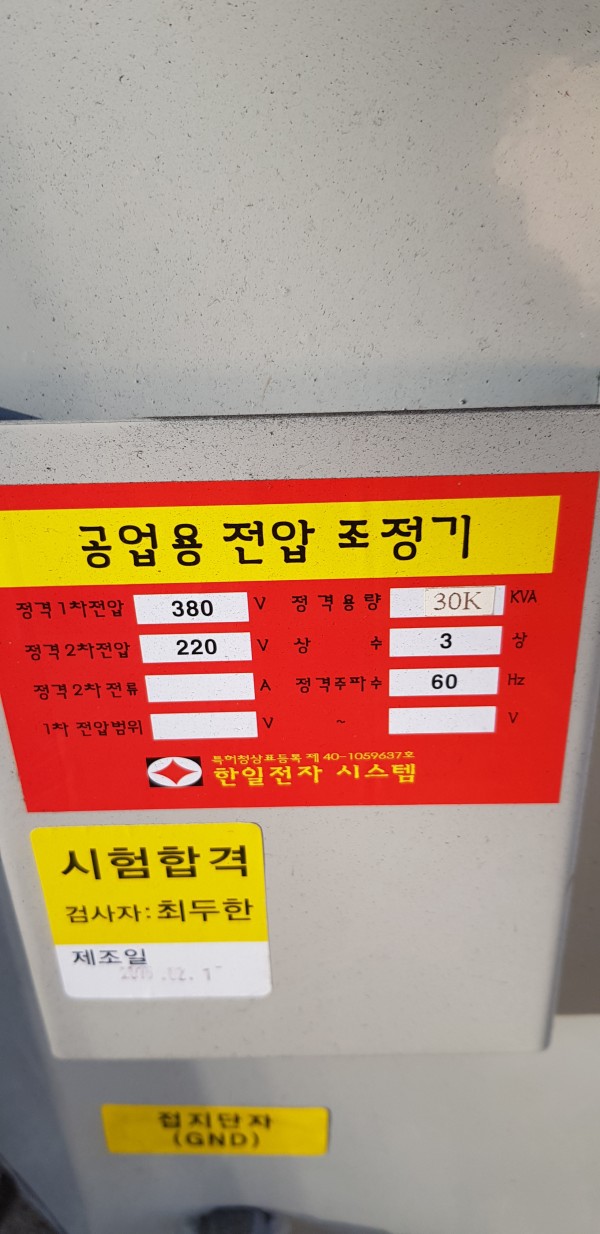 공업용 전압 조정기
정격1차전압 380 V 정격용량 30K KVA
정격2차전압 220 V 상 수 3 상
정격2차 전류 A 정격주파수 60 Hz
1차 전압범위 V ~ V
특허청상표등록 제 40-1059637호
한일전자 시스템
시험합격
검사자: 최두한
제조일
접지단자
(GND)